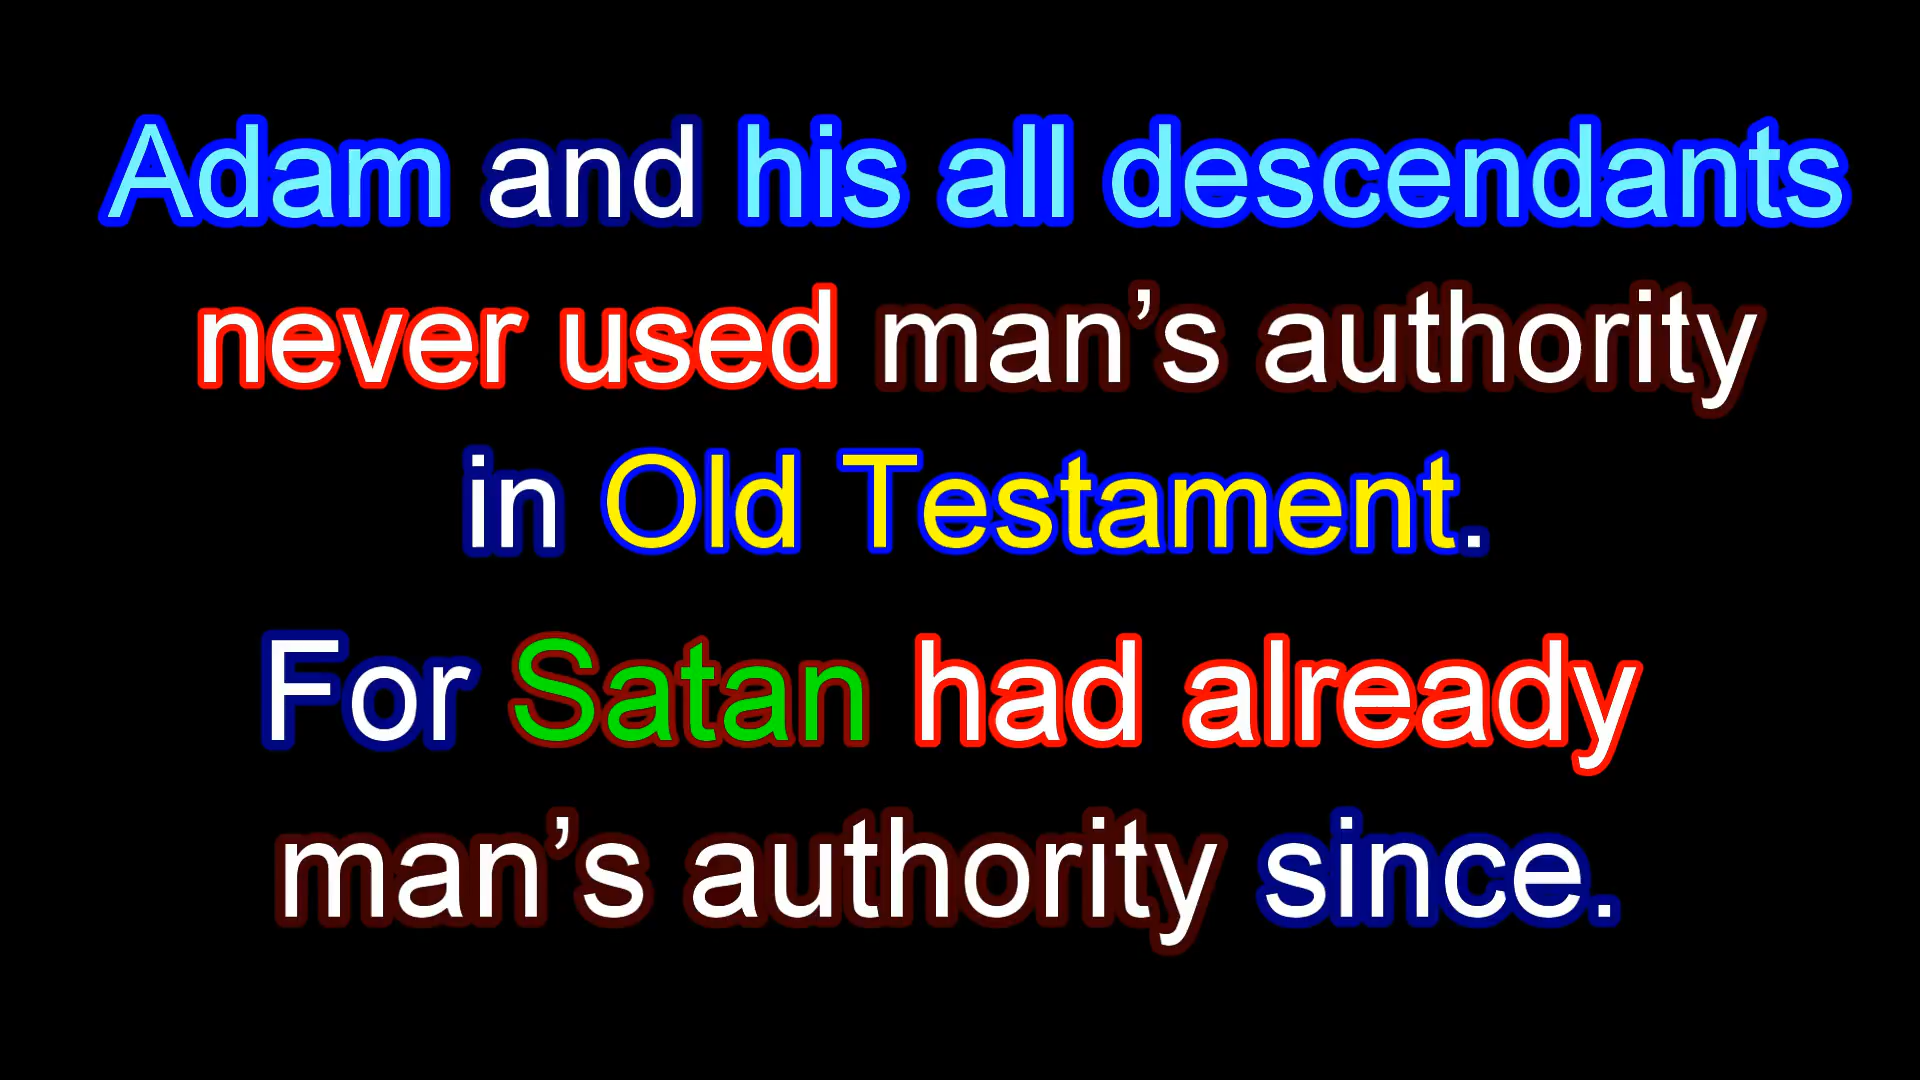 Adam and his all descendants
never used man’s authority
in Old Testament.
For Satan had already
man’s authority since.